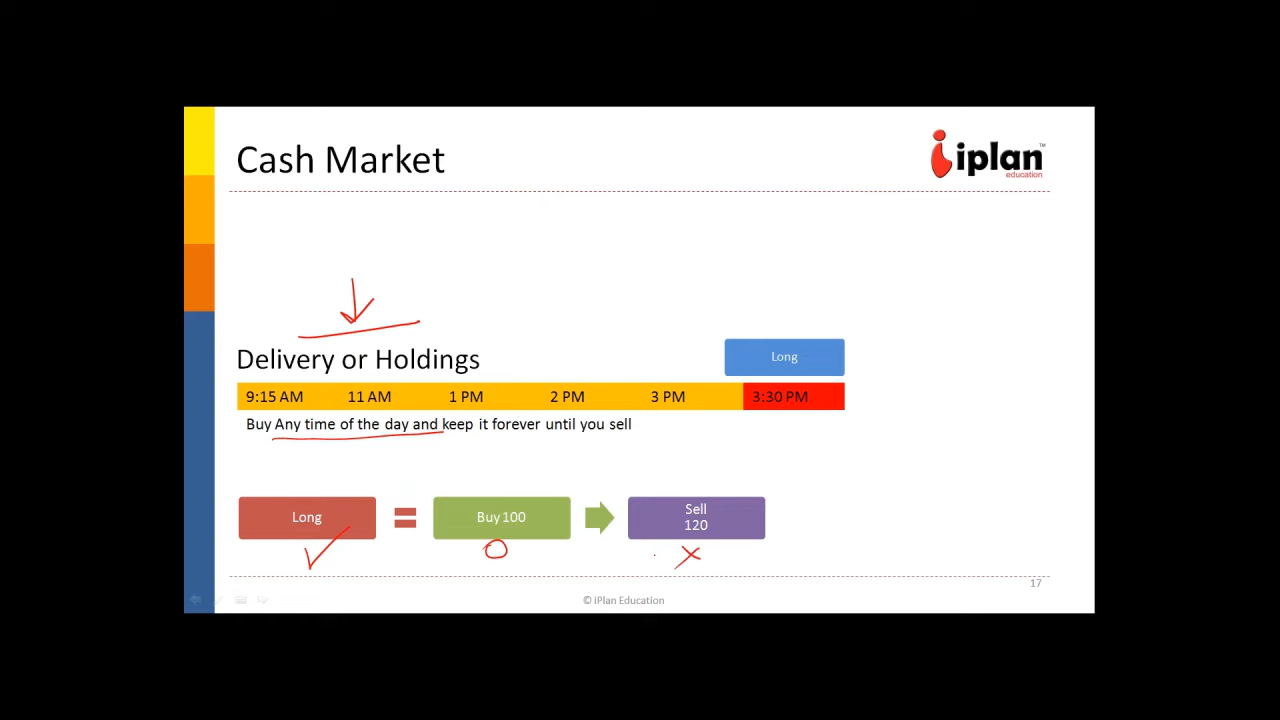 Cash Market
iplan™
education
Delivery or Holdings
Long
9:15 AM 11 AM 1 PM 2 PM 3 PM 3:30 PM
Buy Any time of the day and keep it forever until you sell
Long
Buy 100
Sell
120
17
© iPlan Education